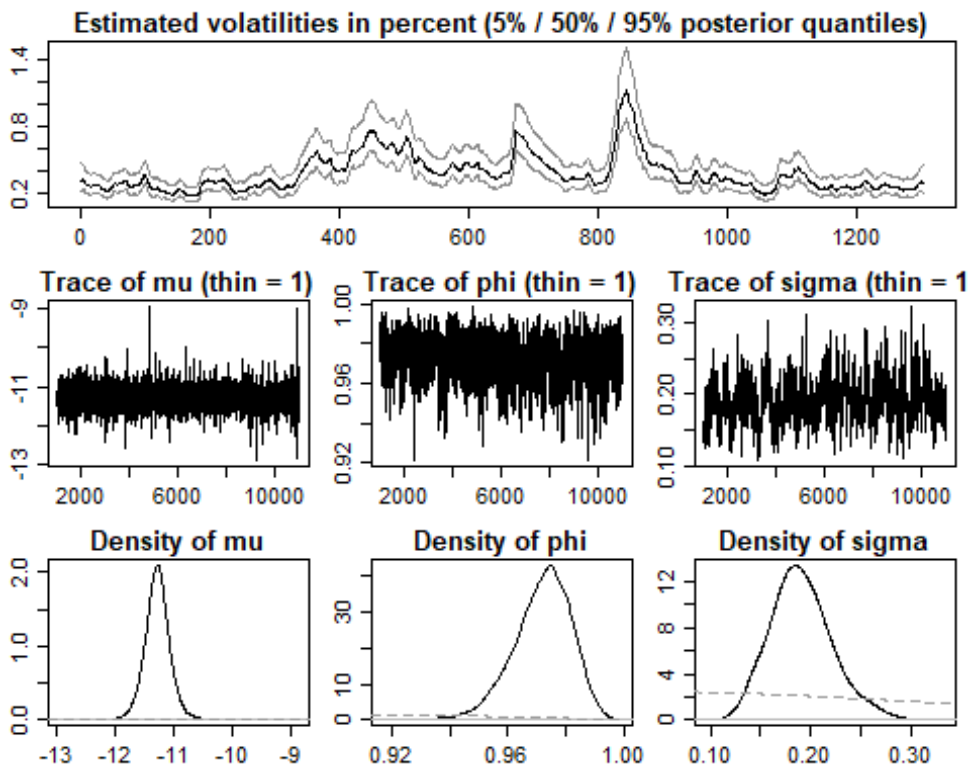 Estimated volatilities in percent (5% / 50% / 95% posterior quantiles)
1.4
0.8
0.2
0 200 400 600 800 1000 1200
Trace of mu (thin = 1) Trace of phi (thin = 1) Trace of sigma (thin = 1
-9
-11
-13
2000 6000 10000
1.00
0.96
0.92
2000 6000 10000
0.30
0.20
0.10
2000 6000 10000
Density of mu Density of phi Density of sigma
2.0
1.0
0.0
-13 -12 -11 -10 -9
30
10
0
0.92 0.96 1.00
12
8
4
0
0.10 0.20 0.30